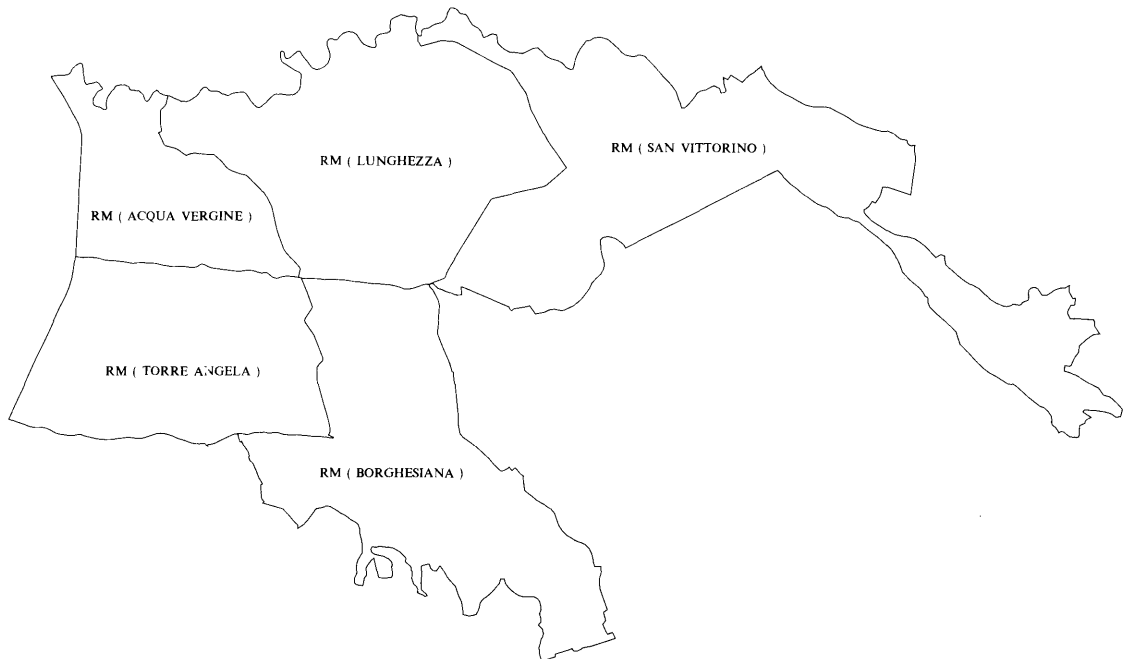 RM ( SAN VITTORINO )
RM ( LUNGHEZZA )
RM ( ACQUA VERGINE )
RM ( TORRE ANGELA )
RM ( BORGHESIANA )